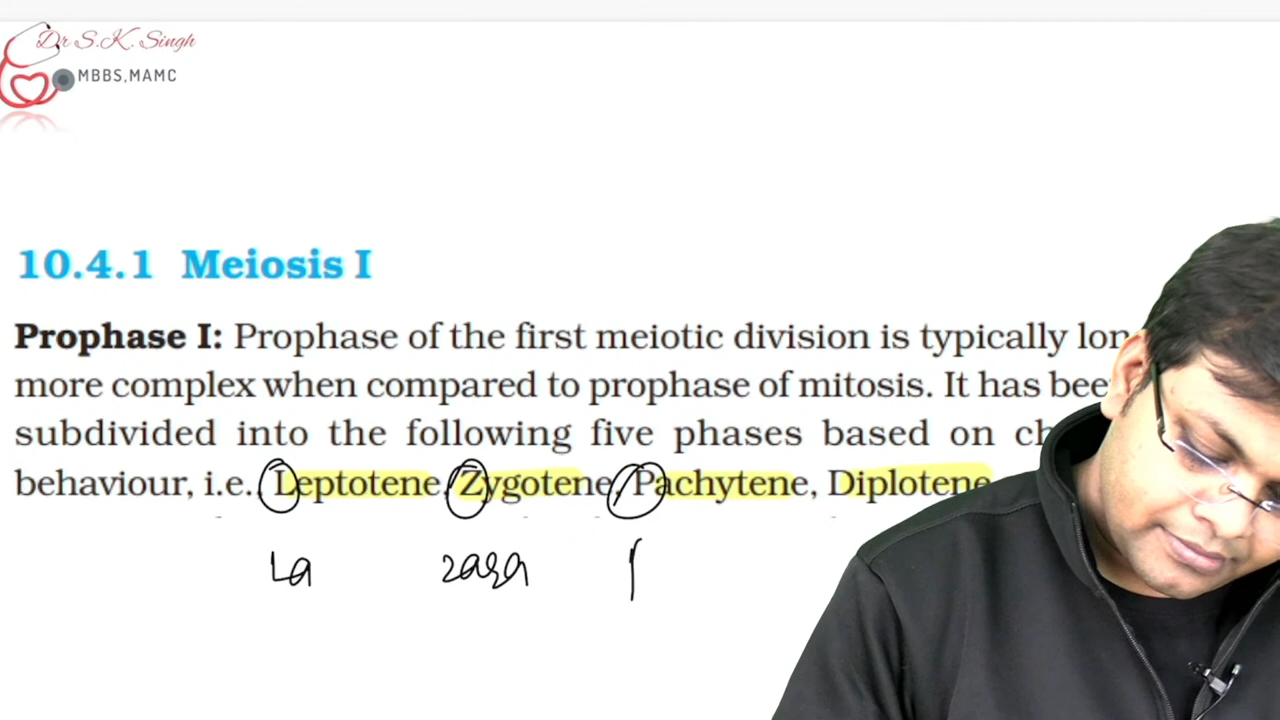 Dr S.K. Singh
MBBS,MAMC
10.4.1 Meiosis I
Prophase I: Prophase of the first meiotic division is typically lon
more complex when compared to prophase of mitosis. It has bee
subdivided into the following five phases based on ch
behaviour, i.e., Leptotene, Zygotene, Pachytene, Diplotene
La zara